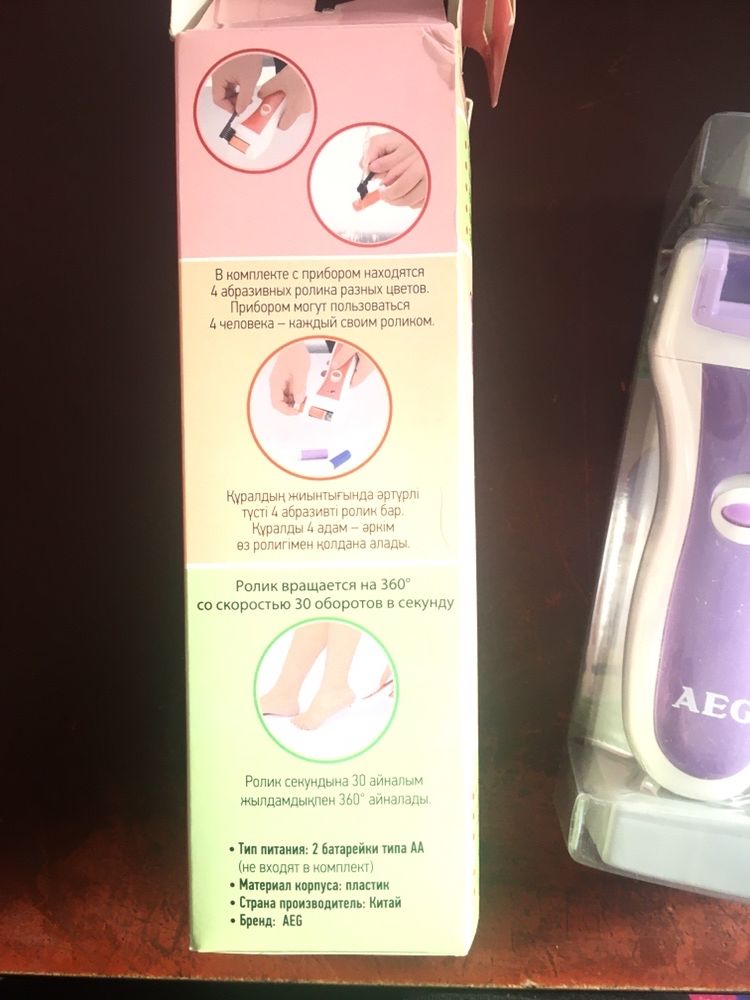 В комплекте с прибором находятся
4 абразивных ролика разных цветов.
Прибором могут пользоваться
4 человека – каждый своим роликом.
Құралдың жиынтығында әртүрлі
түсті 4 абразивті ролик бар.
Құралды 4 адам – әркім
өз ролигімен қолдана алады.
Ролик вращается на 360°
со скоростью 30 оборотов в секунду
Ролик секундына 30 айналым
жылдамдықпен 360° айналады.
• Тип питания: 2 батарейки типа АА
(не входят в комплект)
• Материал корпуса: пластик
• Страна производитель: Китай
• Бренд: AEG
AEG